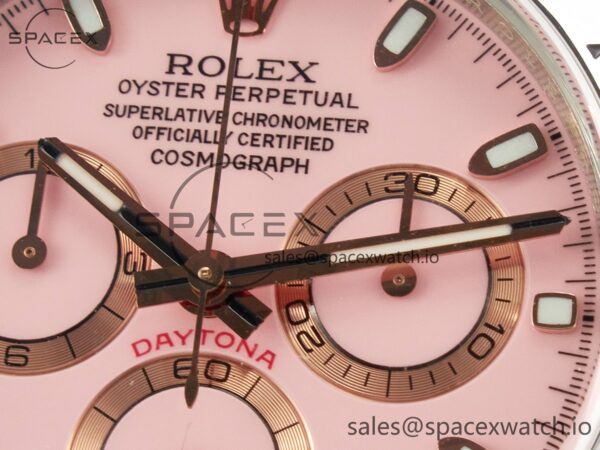 SPACEX
ROLEX
OYSTER PERPETUAL
SUPERLATIVE CHRONOMETER
OFFICIALLY CERTIFIED
COSMOGRAPH
SPACEX
sales@spacexwatch.io
30
10
20
DAYTONA
60
sales@spacexwatch.io